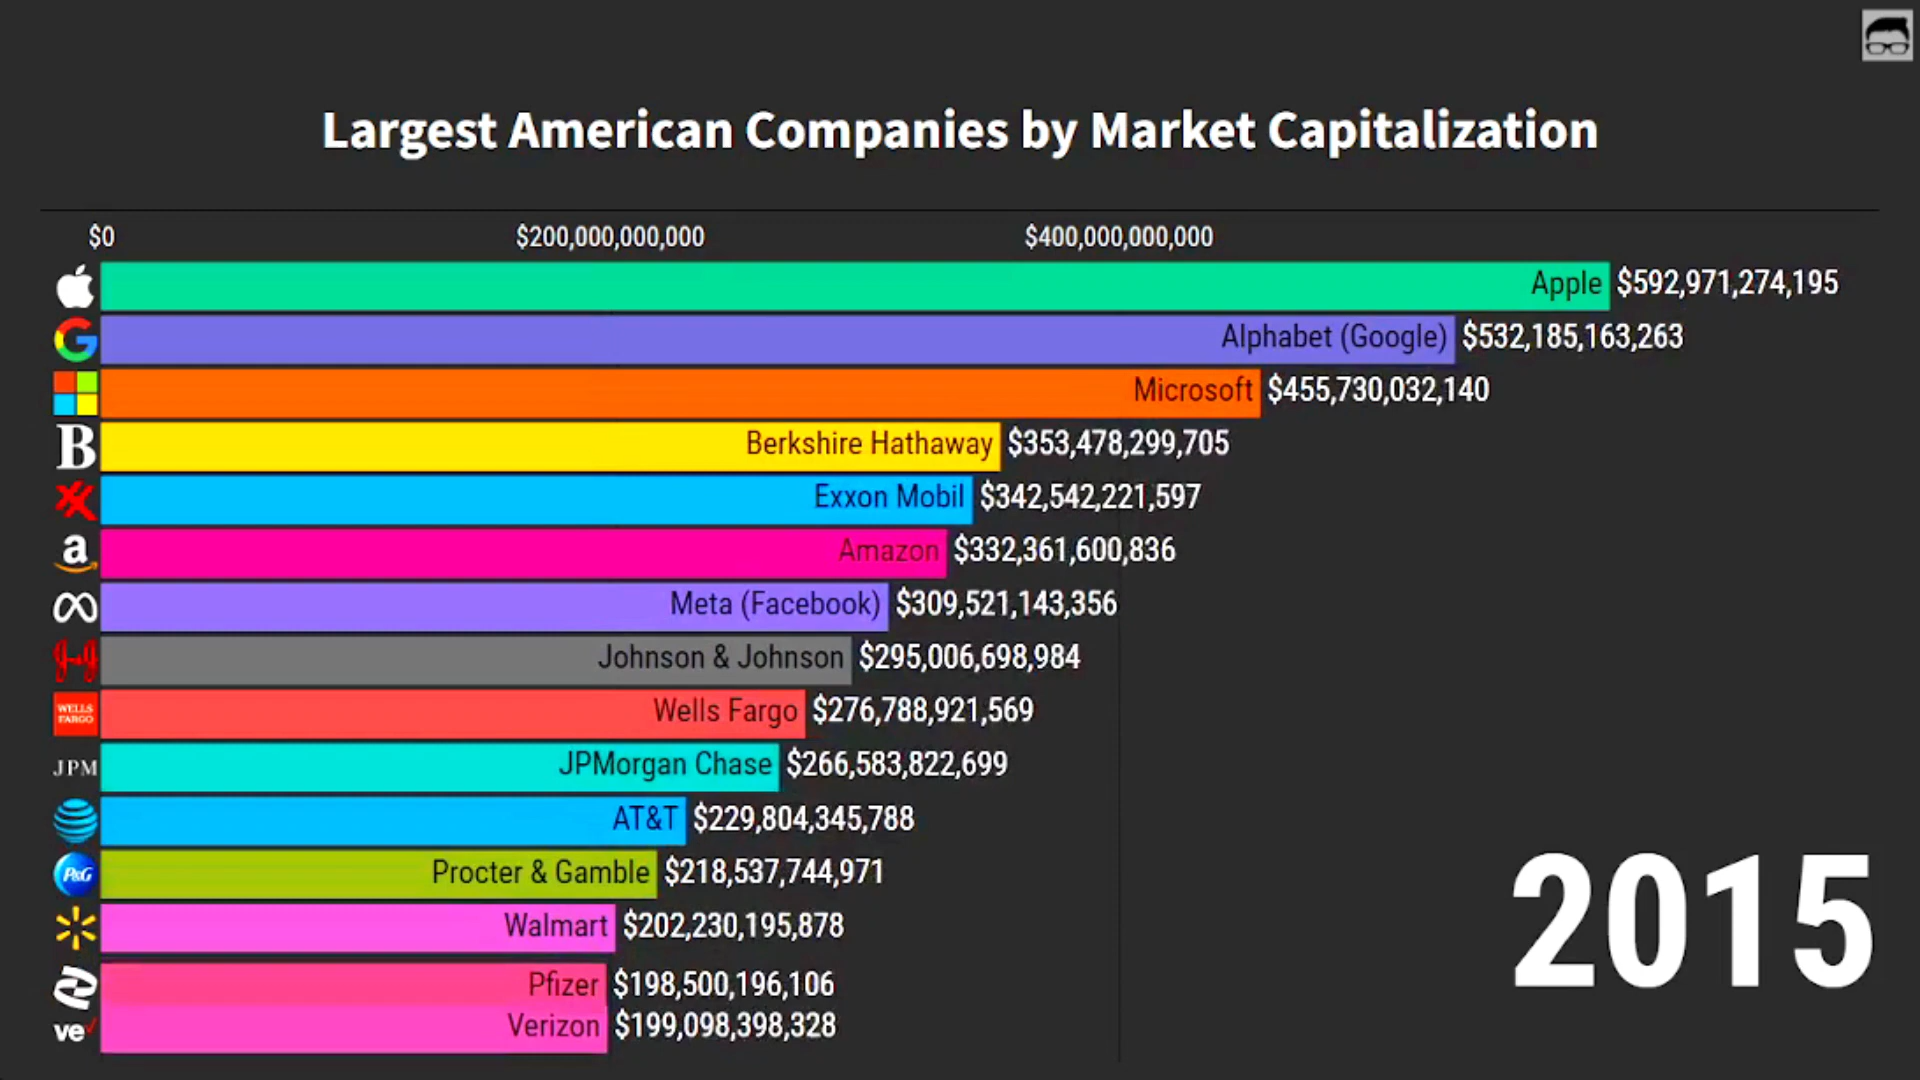 Largest American Companies by Market Capitalization
$0 $200,000,000,000 $400,000,000,000
Apple $592,971,274,195
Alphabet (Google) $532,185,163,263
Microsoft $455,730,032,140
B Berkshire Hathaway $353,478,299,705
Exxon Mobil $342,542,221,597
a Amazon $332,361,600,836
Meta (Facebook) $309,521,143,356
Johnson & Johnson $295,006,698,984
WELLS FARGO Wells Fargo $276,788,921,569
JPM JPMorgan Chase $266,583,822,699
AT&T $229,804,345,788
P&G Procter & Gamble $218,537,744,971
Walmart $202,230,195,878
Pfizer $198,500,196,106
ve Verizon $199,098,398,328
2015